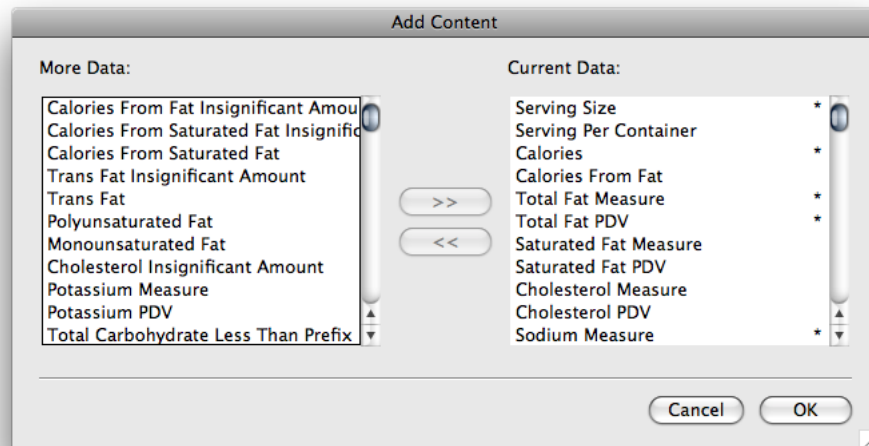 Add Content
More Data:
Calories From Fat Insignificant Amou
Calories From Saturated Fat Insignific
Calories From Saturated Fat
Trans Fat Insignificant Amount
Trans Fat
Polyunsaturated Fat
Monounsaturated Fat
Cholesterol Insignificant Amount
Potassium Measure
Potassium PDV
Total Carbohydrate Less Than Prefix
>>
<<
Current Data:
Serving Size *
Serving Per Container
Calories *
Calories From Fat
Total Fat Measure *
Total Fat PDV *
Saturated Fat Measure
Saturated Fat PDV
Cholesterol Measure
Cholesterol PDV
Sodium Measure *
Cancel
OK